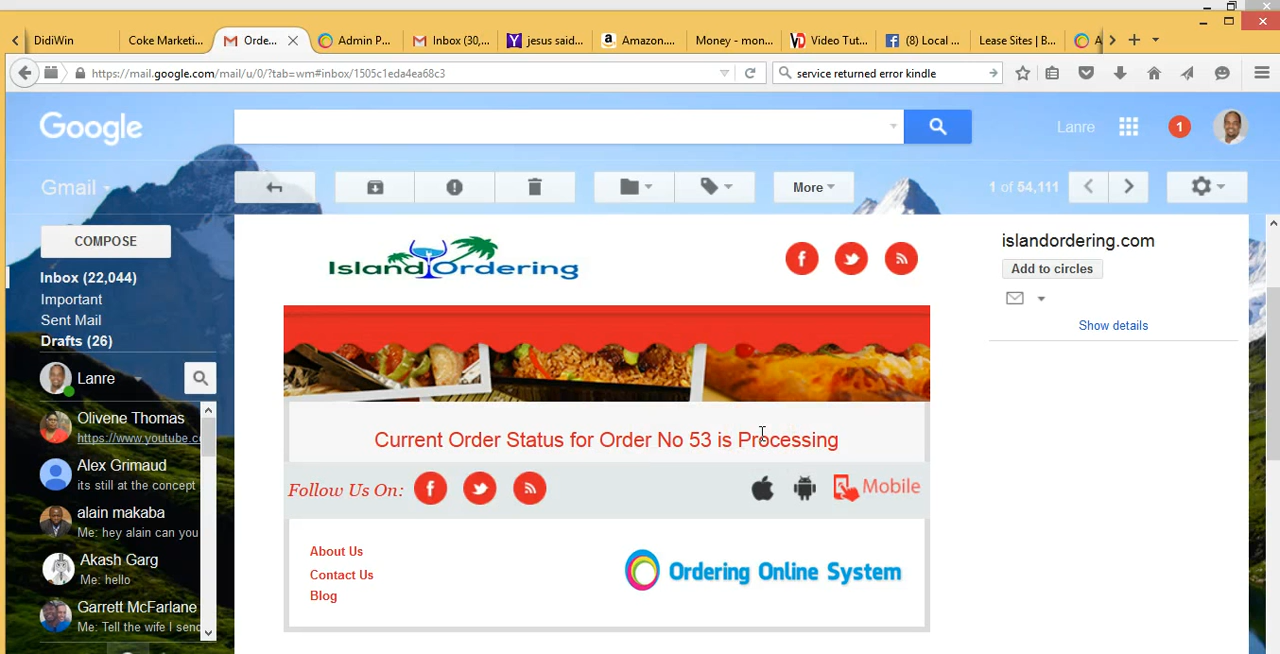 DidiWin
Coke Marketi...
Orde...
Admin P...
Inbox (30,...
jesus said...
Amazon....
Money - mon...
Video Tut...
(8) Local ...
Lease Sites | B...
A
https://mail.google.com/mail/u/0/?tab=wm#inbox/1505c1eda4ea68c3
service returned error kindle
Google
Lanre
1
Gmail
More
1 of 54,111
COMPOSE
Inbox (22,044)
Important
Sent Mail
Drafts (26)
Lanre
Olivene Thomas
https://www.youtube.c
Alex Grimaud
its still at the concept
alain makaba
Me: hey alain can you
Akash Garg
Me: hello
Garrett McFarlane
Me: Tell the wife I send
Island Ordering
Current Order Status for Order No 53 is Processing
Follow Us On:
Mobile
About Us
Contact Us
Blog
Ordering Online System
islandordering.com
Add to circles
Show details